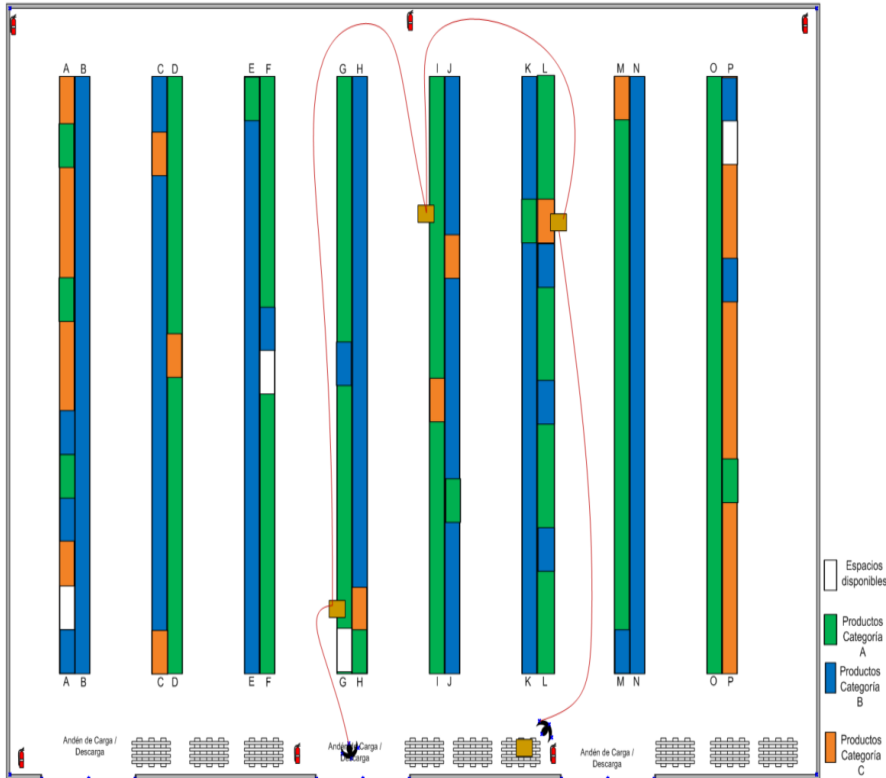 A B
C D
E F
G H
I J
K L
M N
O P
A B
C D
E F
G H
I J
K L
M N
O P
Espacios
disponibles
Productos
Categoría
A
Productos
Categoría
B
Productos
Categoría
C
Andén de Carga /
Descarga
Andén de Carga /
Descarga
Andén de Carga /
Descarga